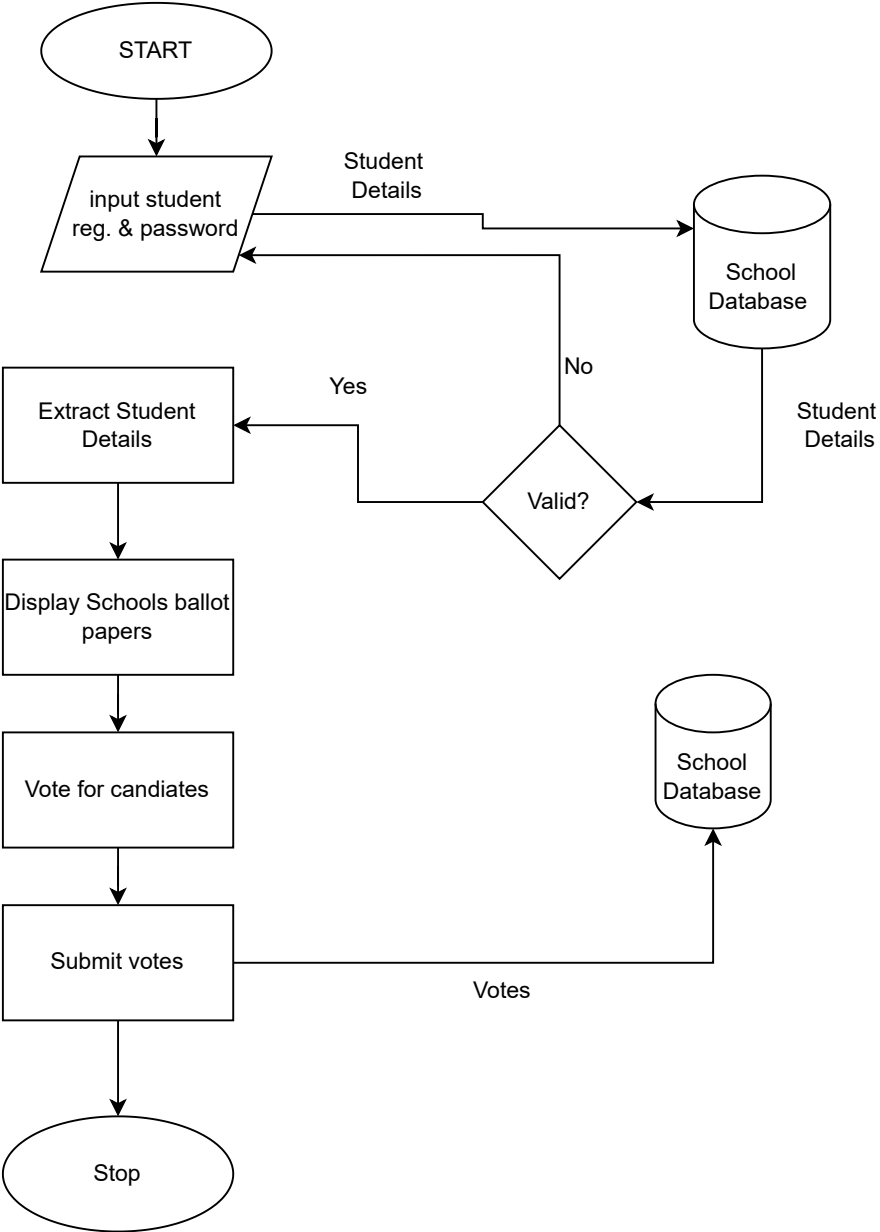 START
Student
Details
input student
reg. & password
School
Database
No
Yes
Extract Student
Details
Student
Details
Valid?
Display Schools ballot
papers
School
Database
Vote for candiates
Submit votes
Votes
Stop